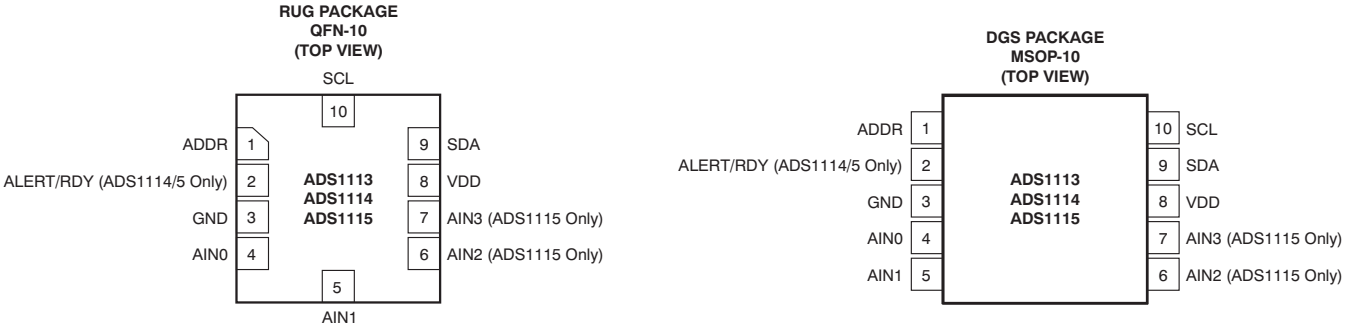 RUG PACKAGE
QFN-10
(TOP VIEW)
SCL
10
ADDR 1
9 SDA
ALERT/RDY (ADS1114/5 Only) 2
ADS1113
8 VDD
ADS1114
GND 3
ADS1115
7 AIN3 (ADS1115 Only)
AIN0 4
6 AIN2 (ADS1115 Only)
5
AIN1
DGS PACKAGE
MSOP-10
(TOP VIEW)
ADDR 1
10 SCL
ALERT/RDY (ADS1114/5 Only) 2
9 SDA
ADS1113
GND 3
ADS1114
8 VDD
ADS1115
AIN0 4
7 AIN3 (ADS1115 Only)
AIN1 5
6 AIN2 (ADS1115 Only)